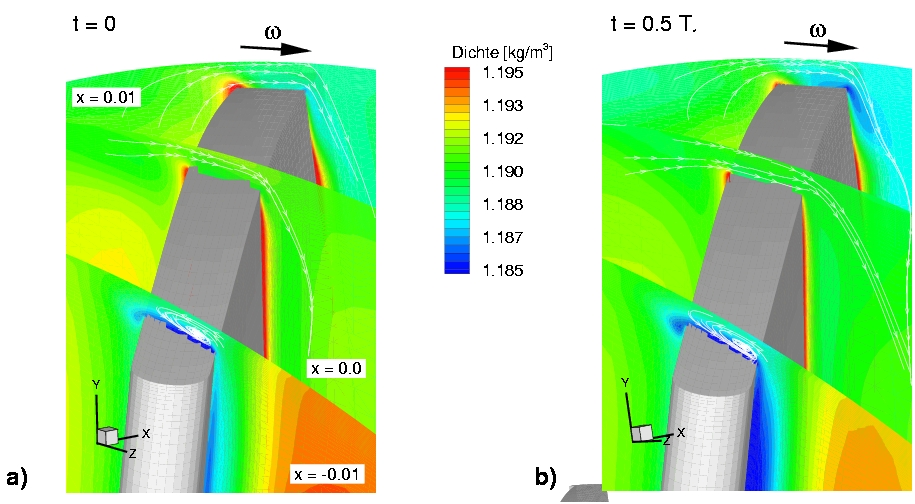 t = 0
ω
x = 0.01
x = 0.0
x = -0.01
Y
X
Z
a)
Dichte [kg/m³]
1.195
1.193
1.192
1.190
1.188
1.187
1.185
t = 0.5 T.
ω
Y
X
Z
b)